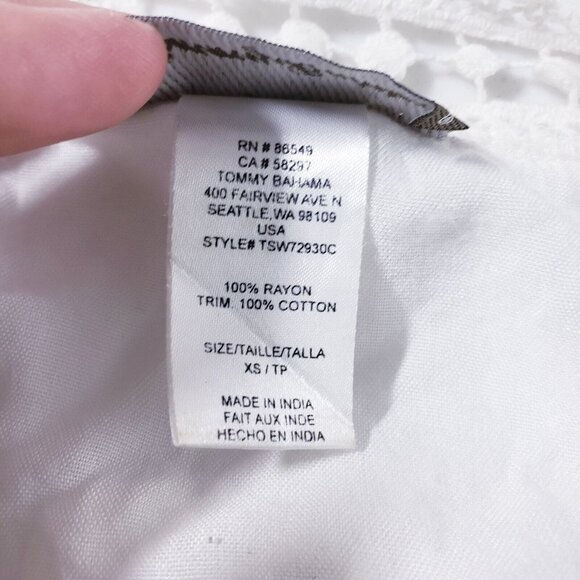 RN # 86549
CA # 58297
TOMMY BAHAMA
400 FAIRVIEW AVE N
SEATTLE, WA 98109
USA
STYLE# TSW72930C
100% RAYON
TRIM: 100% COTTON
SIZE/TAILLE/TALLA
XS / TP
MADE IN INDIA
FAIT AUX INDE
HECHO EN INDIA